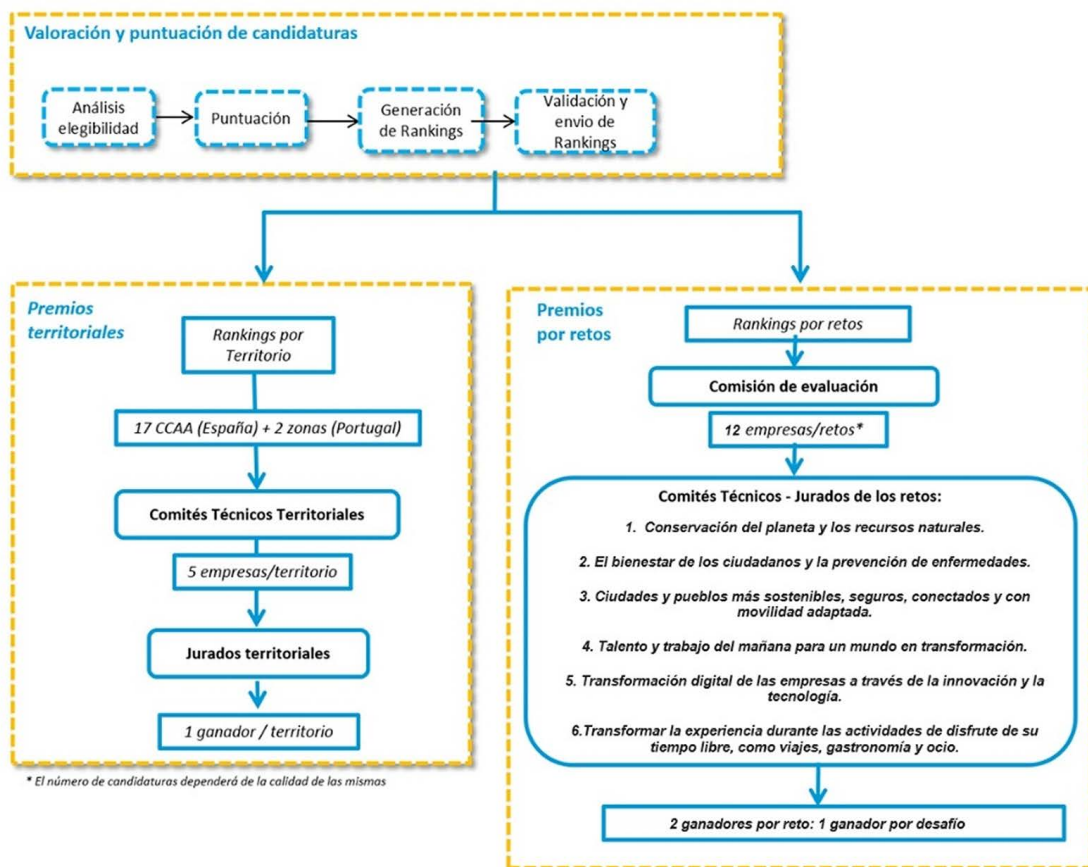 Valoración y puntuación de candidaturas
Análisis
elegibilidad
Puntuación
Generación
de Rankings
Validación y
envio de
Rankings
Premios
territoriales
Rankings por
Territorio
17 CCAA (España) + 2 zonas (Portugal)
Comités Técnicos Territoriales
5 empresas/territorio
Jurados territoriales
1 ganador / territorio
* El número de candidaturas dependerá de la calidad de las mismas
Premios
por retos
Rankings por retos
Comisión de evaluación
12 empresas/retos*
Comités Técnicos - Jurados de los retos:
1. Conservación del planeta y los recursos naturales.
2. El bienestar de los ciudadanos y la prevención de enfermedades.
3. Ciudades y pueblos más sostenibles, seguros, conectados y con
movilidad adaptada.
4. Talento y trabajo del mañana para un mundo en transformación.
5. Transformación digital de las empresas a través de la innovación y la
tecnología.
6.Transformar la experiencia durante las actividades de disfrute de su
tiempo libre, como viajes, gastronomía y ocio.
2 ganadores por reto: 1 ganador por desafío